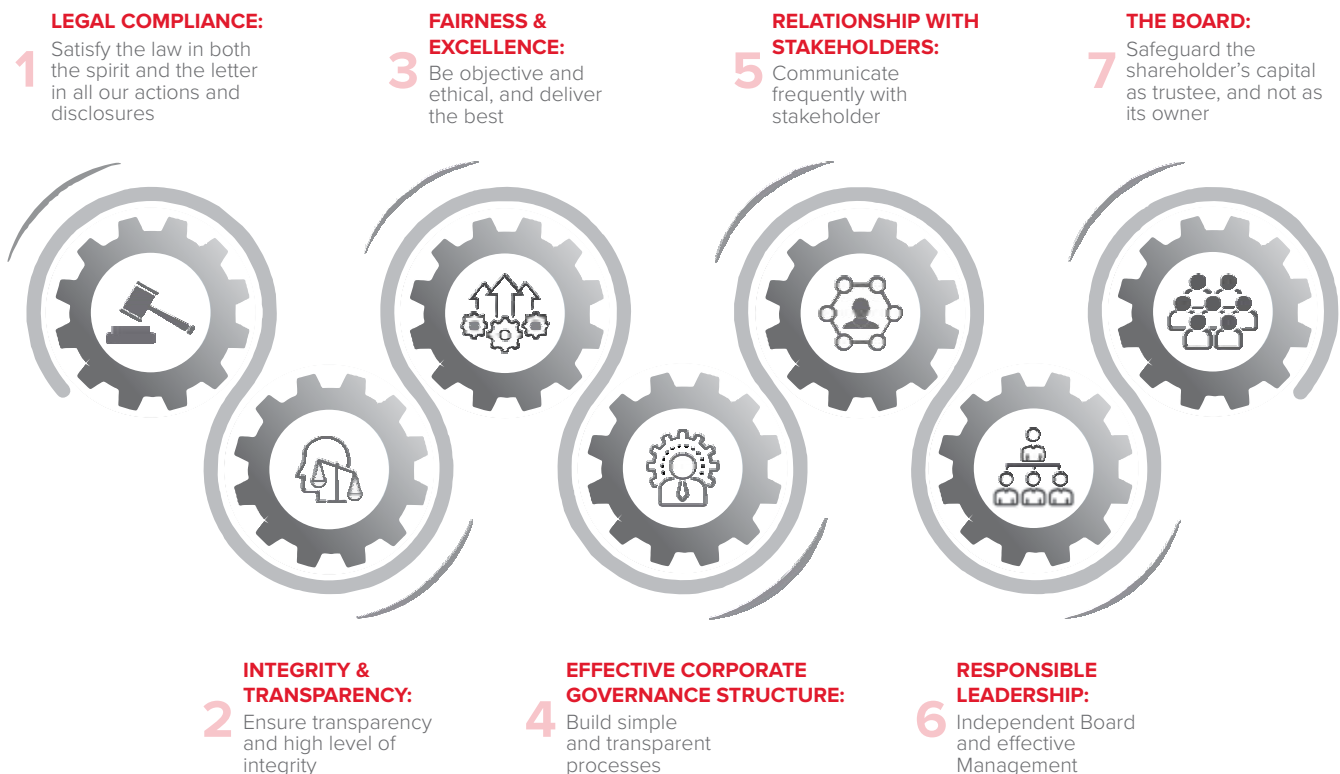 1
LEGAL COMPLIANCE:
Satisfy the law in both
the spirit and the letter
in all our actions and
disclosures
2
INTEGRITY &
TRANSPARENCY:
Ensure transparency
and high level of
integrity
3
FAIRNESS &
EXCELLENCE:
Be objective and
ethical, and deliver
the best
4
EFFECTIVE CORPORATE
GOVERNANCE STRUCTURE:
Build simple
and transparent
processes
5
RELATIONSHIP WITH
STAKEHOLDERS:
Communicate
frequently with
stakeholder
6
RESPONSIBLE
LEADERSHIP:
Independent Board
and effective
Management
7
THE BOARD:
Safeguard the
shareholder’s capital
as trustee, and not as
its owner